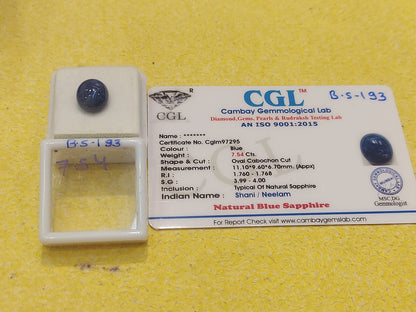 B-S-193
754
R
CGL
CGL™
Cambay Gemmological Lab
Diamond, Gems, Pearls & Rudraksh Testing Lab
AN ISO 9001:2015
B-S-193
Name : *******
Certificate No. Cglm97295
Colour : Blue
Weight : 7.54 Cts.
Shape & Cut : Oval Cabochon Cut
Measurement : 11.10*9.60*6.70mm. (Appx)
R.I : 1.760 - 1.768
S.G : 3.99 - 4.00
Inclusion : Typical Of Natural Sapphire
Indian Name : Shani / Neelam
Natural Blue Sapphire
MSC,DG
Gemmologist
For Report Check visit :- www.cambaygemslab.com